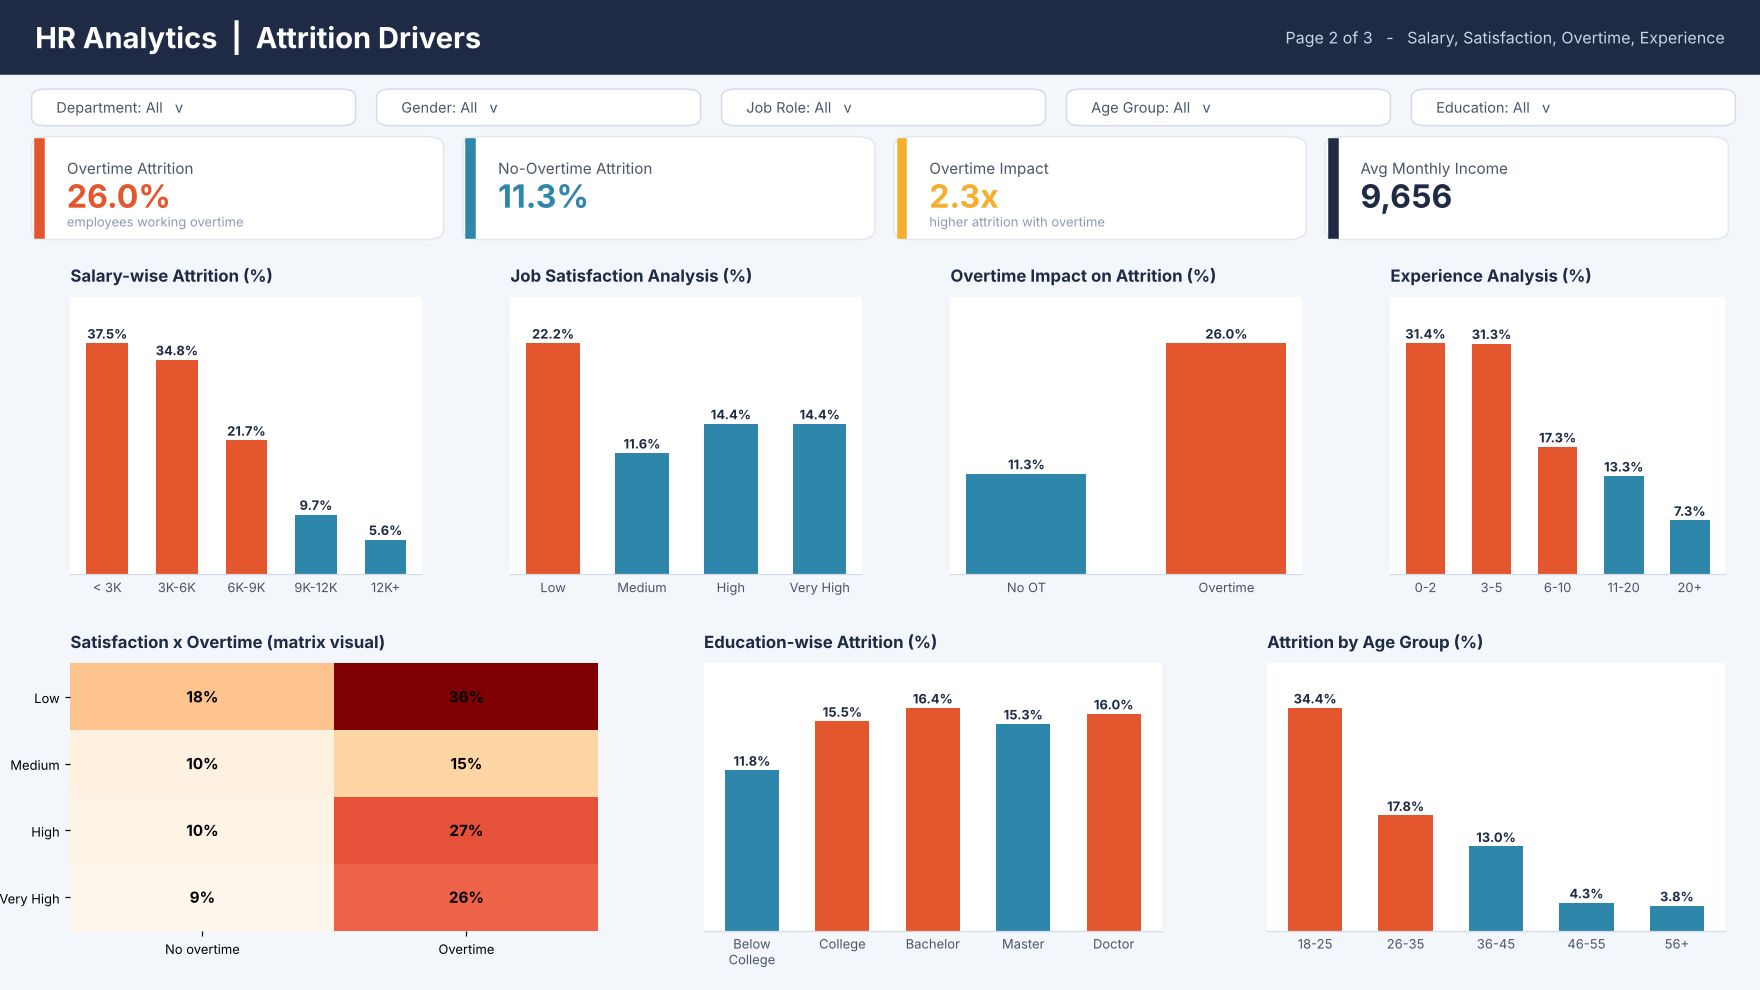 HR Analytics | Attrition Drivers
Page 2 of 3 - Salary, Satisfaction, Overtime, Experience
Department: All v
Gender: All v
Job Role: All v
Age Group: All v
Education: All v
Overtime Attrition
26.0%
employees working overtime
No-Overtime Attrition
11.3%
Overtime Impact
2.3x
higher attrition with overtime
Avg Monthly Income
9,656
Salary-wise Attrition (%)
37.5%
34.8%
21.7%
9.7%
5.6%
< 3K
3K-6K
6K-9K
9K-12K
12K+
Job Satisfaction Analysis (%)
22.2%
11.6%
14.4%
14.4%
Low
Medium
High
Very High
Overtime Impact on Attrition (%)
11.3%
26.0%
No OT
Overtime
Experience Analysis (%)
31.4%
31.3%
17.3%
13.3%
7.3%
0-2
3-5
6-10
11-20
20+
Satisfaction x Overtime (matrix visual)
Low
18%
36%
Medium
10%
15%
High
10%
27%
Very High
9%
26%
No overtime
Overtime
Education-wise Attrition (%)
11.8%
15.5%
16.4%
15.3%
16.0%
Below
College
College
Bachelor
Master
Doctor
Attrition by Age Group (%)
34.4%
17.8%
13.0%
4.3%
3.8%
18-25
26-35
36-45
46-55
56+